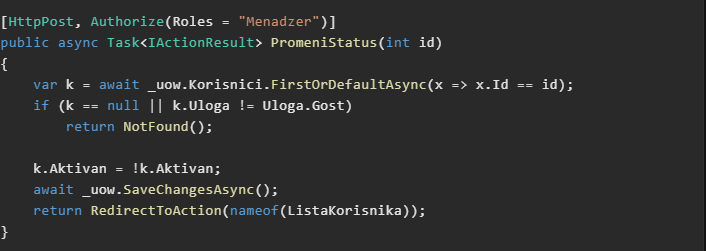 [HttpPost, Authorize(Roles = "Menadzer")]
public async Task<IActionResult> PromeniStatus(int id)
{
    var k = await _uow.Korisnici.FirstOrDefaultAsync(x => x.Id == id);
    if (k == null || k.Uloga != Uloga.Gost)
        return NotFound();

    k.Aktivan = !k.Aktivan;
    await _uow.SaveChangesAsync();
    return RedirectToAction(nameof(ListaKorisnika));
}